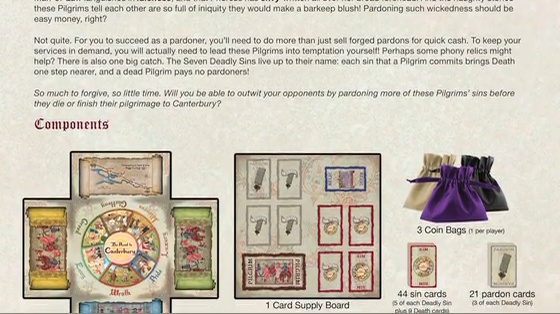 these Pilgrims tell each other are so full of iniquity they would make a barkeep blush! Pardoning such wickedness should be
easy money, right?
Not quite. For you to succeed as a pardoner, you'll need to do more than just sell forged pardons for quick cash. To keep your
services in demand, you will actually need to lead these Pilgrims into temptation yourself! Perhaps some phony relics might
help? There is also one big catch. The Seven Deadly Sins live up to their name: each sin that a Pilgrim commits brings Death
one step nearer, and a dead Pilgrim pays no pardoners!
So much to forgive, so little time. Will you be able to outwit your opponents by pardoning more of these Pilgrims' sins before
they die or finish their pilgrimage to Canterbury?
Components
The Road to
Canterbury
Wrath
PILGRIM
PILGRIM
3 Coin Bags (1 per player)
1 Card Supply Board
44 sin cards
(5 of each Deadly Sin
plus 9 Death cards)
21 pardon cards
(3 of each Deadly Sin)